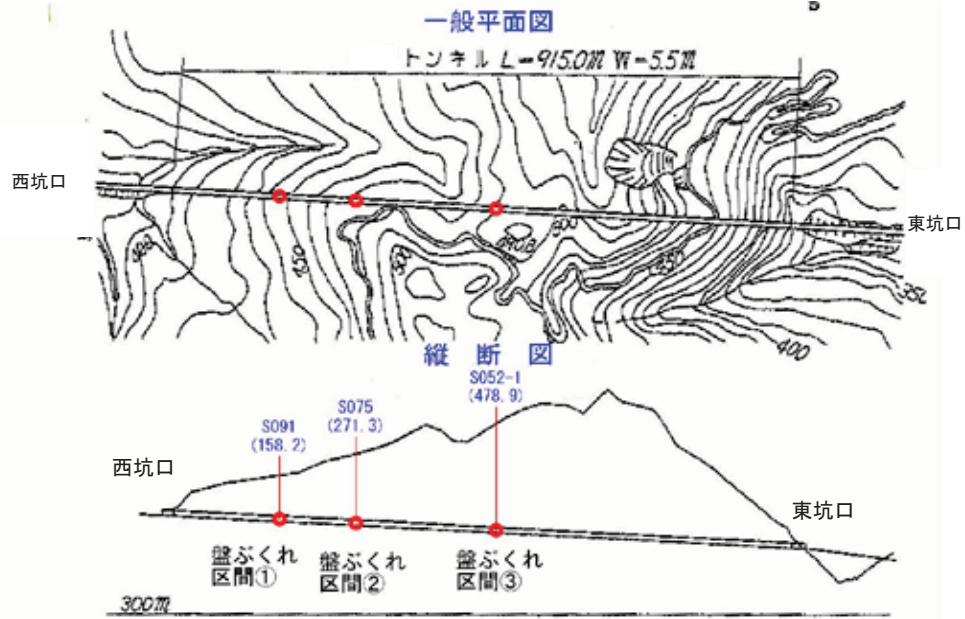 一般平面図
トンネル L=915.0m W=5.5m
西坑口
東坑口
400
縦断図
S052-1
(478.9)
S075
(271.3)
S091
(158.2)
西坑口
東坑口
盤ぶくれ
区間①
盤ぶくれ
区間②
盤ぶくれ
区間③
300m